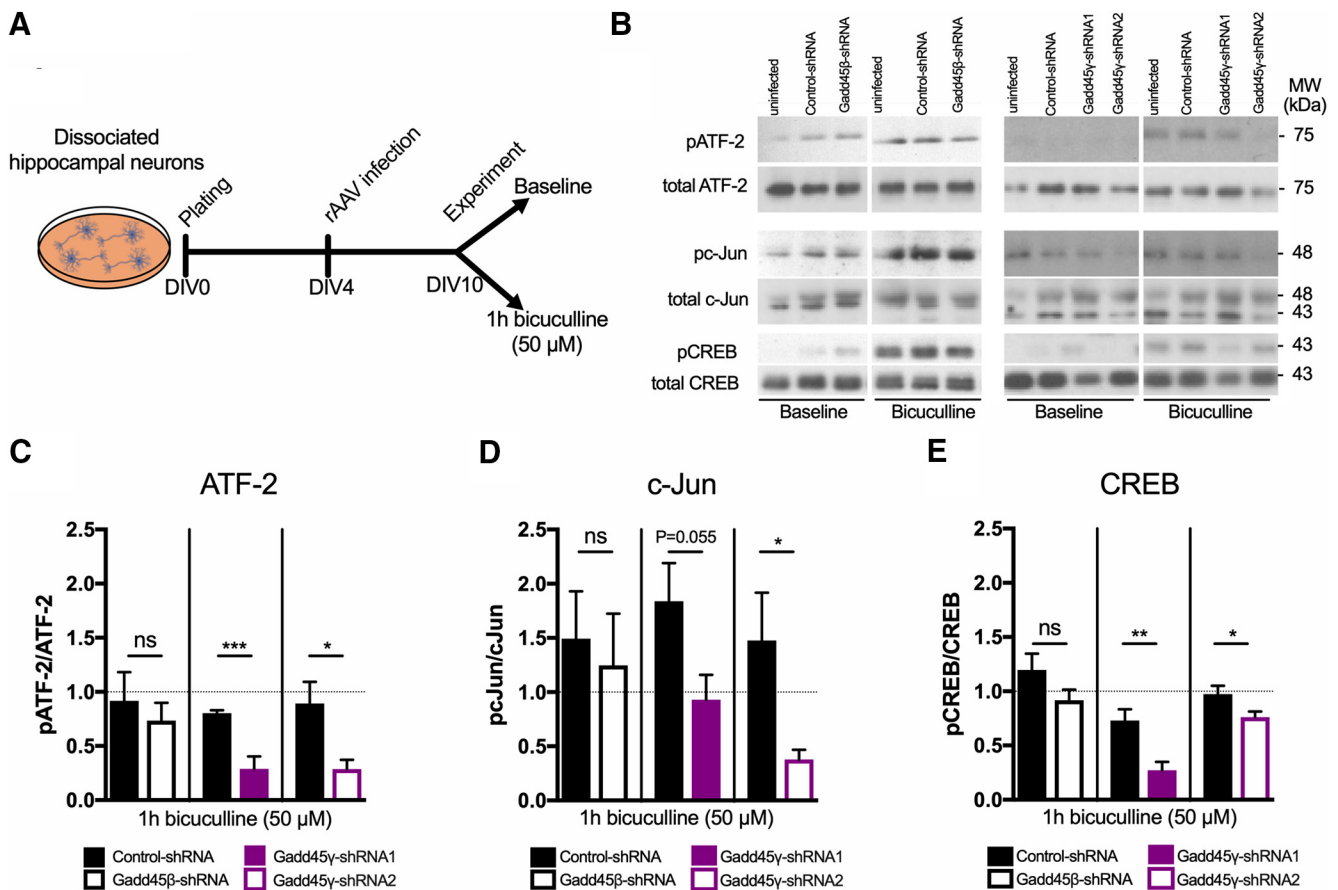 A
Dissociated
hippocampal neurons
Plating
rAAV infection
Experiment
Baseline
DIV0
DIV4
DIV10
1h bicuculline
(50 µM)
B
uninfected
Control-shRNA
Gadd45β-shRNA
uninfected
Control-shRNA
Gadd45β-shRNA
uninfected
Control-shRNA
Gadd45γ-shRNA1
Gadd45γ-shRNA2
uninfected
Control-shRNA
Gadd45γ-shRNA1
Gadd45γ-shRNA2
MW
(kDa)
pATF-2
- 75
total ATF-2
- 75
pc-Jun
- 48
total c-Jun
- 48
- 43
pCREB
- 43
total CREB
- 43
Baseline
Bicuculline
Baseline
Bicuculline
C
ATF-2
pATF-2/ATF-2
2.5
2.0
1.5
1.0
0.5
0.0
ns
***
*
1h bicuculline (50 µM)
Control-shRNA
Gadd45γ-shRNA1
Gadd45β-shRNA
Gadd45γ-shRNA2
D
c-Jun
pcJun/cJun
2.5
2.0
1.5
1.0
0.5
0.0
ns
P=0.055
*
1h bicuculline (50 µM)
Control-shRNA
Gadd45γ-shRNA1
Gadd45β-shRNA
Gadd45γ-shRNA2
E
CREB
pCREB/CREB
2.5
2.0
1.5
1.0
0.5
0.0
ns
**
*
1h bicuculline (50 µM)
Control-shRNA
Gadd45γ-shRNA1
Gadd45β-shRNA
Gadd45γ-shRNA2